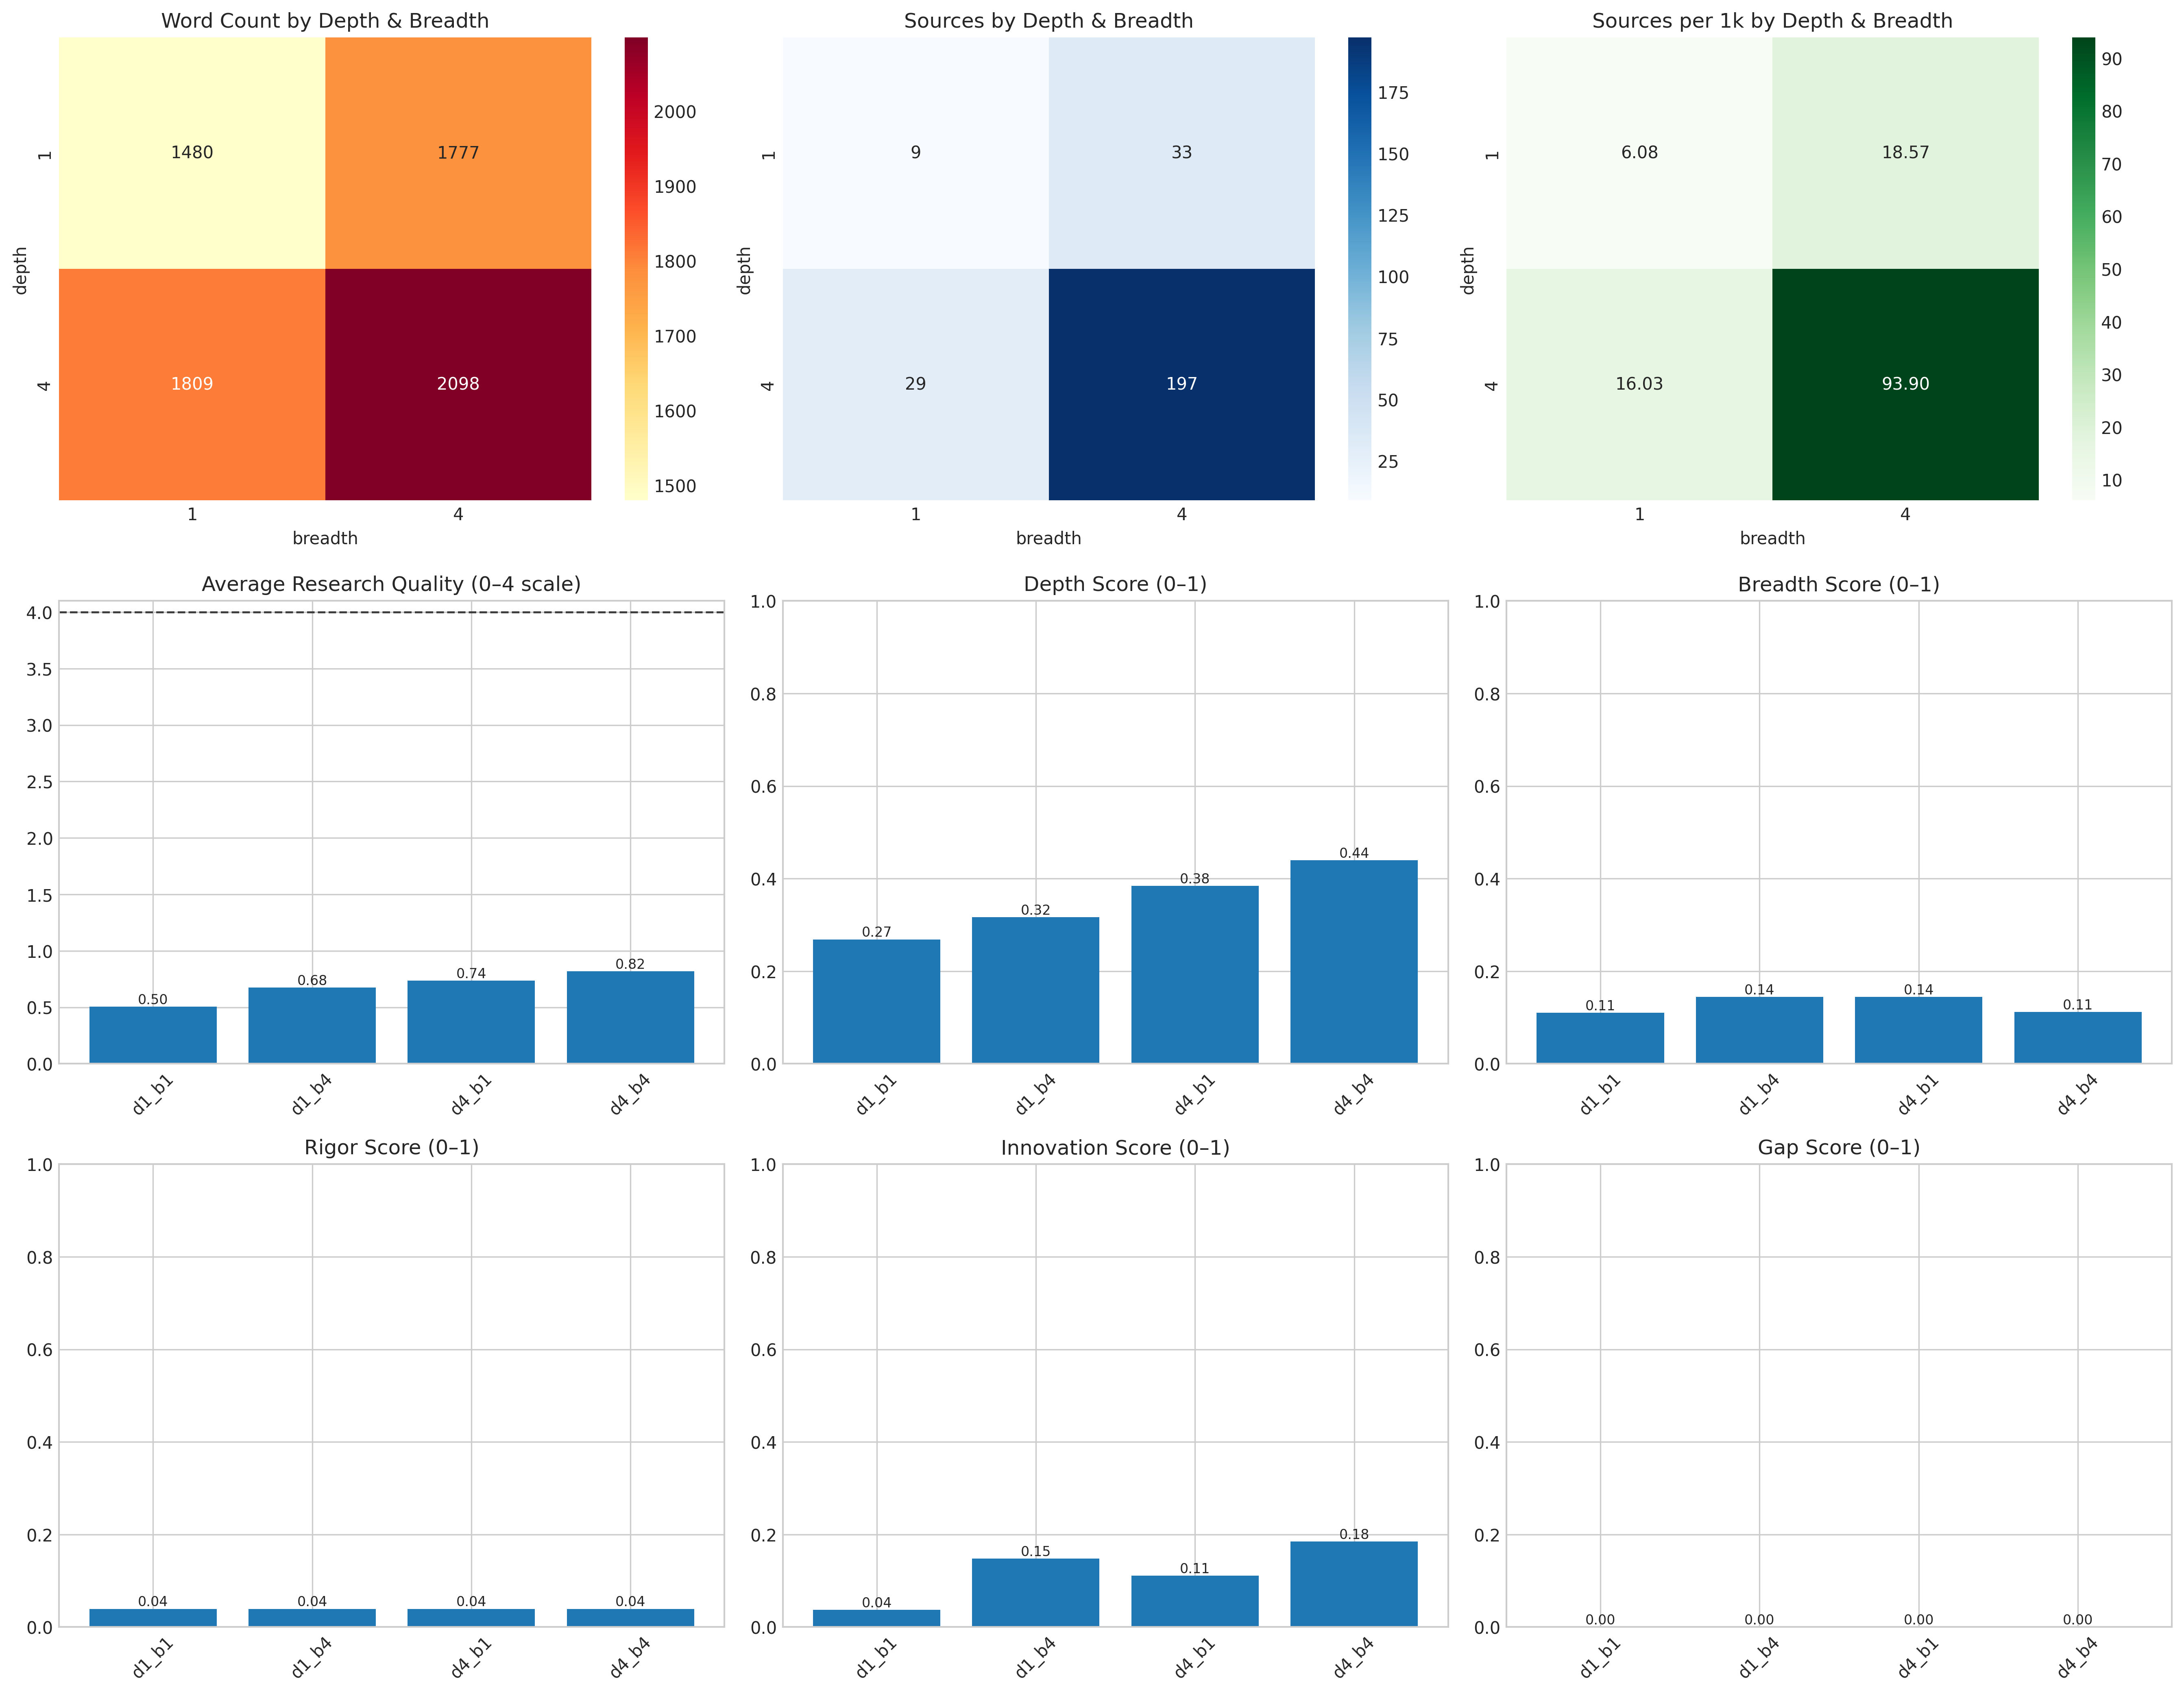 Word Count by Depth & Breadth
1480 1777
1809 2098
1
4
depth
1 4
breadth
2000
1900
1800
1700
1600
1500
Sources by Depth & Breadth
9 33
29 197
1
4
depth
1 4
breadth
175
150
125
100
75
50
25
Sources per 1k by Depth & Breadth
6.08 18.57
16.03 93.90
1
4
depth
1 4
breadth
90
80
70
60
50
40
30
20
10
Average Research Quality (0–4 scale)
4.0
3.5
3.0
2.5
2.0
1.5
1.0
0.5
0.0
0.50 0.68 0.74 0.82
d1_b1 d1_b4 d4_b1 d4_b4
Depth Score (0–1)
1.0
0.8
0.6
0.4
0.2
0.0
0.27 0.32 0.38 0.44
d1_b1 d1_b4 d4_b1 d4_b4
Breadth Score (0–1)
1.0
0.8
0.6
0.4
0.2
0.0
0.11 0.14 0.14 0.11
d1_b1 d1_b4 d4_b1 d4_b4
Rigor Score (0–1)
1.0
0.8
0.6
0.4
0.2
0.0
0.04 0.04 0.04 0.04
d1_b1 d1_b4 d4_b1 d4_b4
Innovation Score (0–1)
1.0
0.8
0.6
0.4
0.2
0.0
0.04 0.15 0.11 0.18
d1_b1 d1_b4 d4_b1 d4_b4
Gap Score (0–1)
1.0
0.8
0.6
0.4
0.2
0.0
0.00 0.00 0.00 0.00
d1_b1 d1_b4 d4_b1 d4_b4